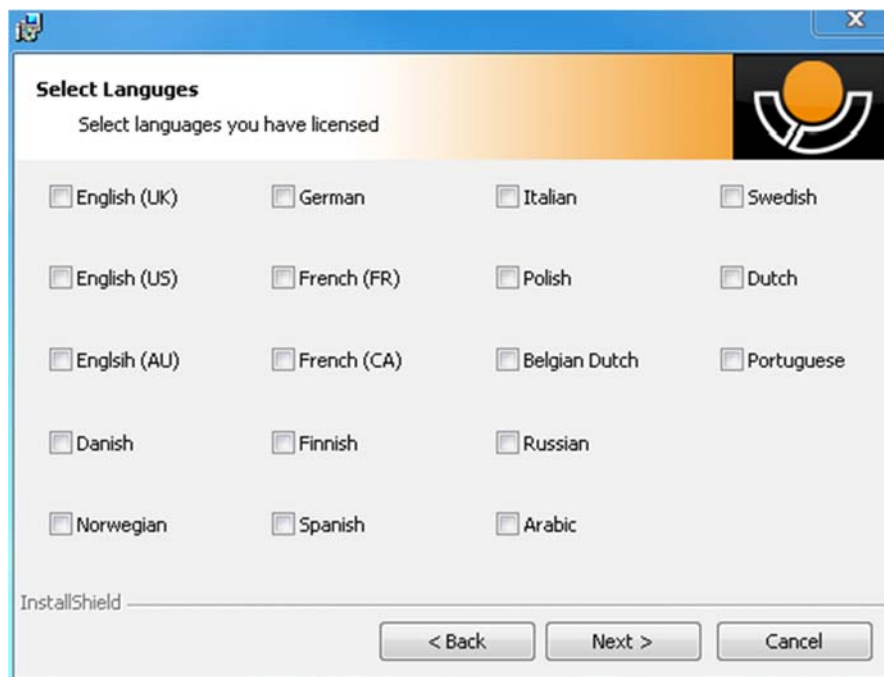 Select Languges
Select languages you have licensed
English (UK) German Italian Swedish
English (US) French (FR) Polish Dutch
Englsih (AU) French (CA) Belgian Dutch Portuguese
Danish Finnish Russian
Norwegian Spanish Arabic
InstallShield
< Back Next > Cancel